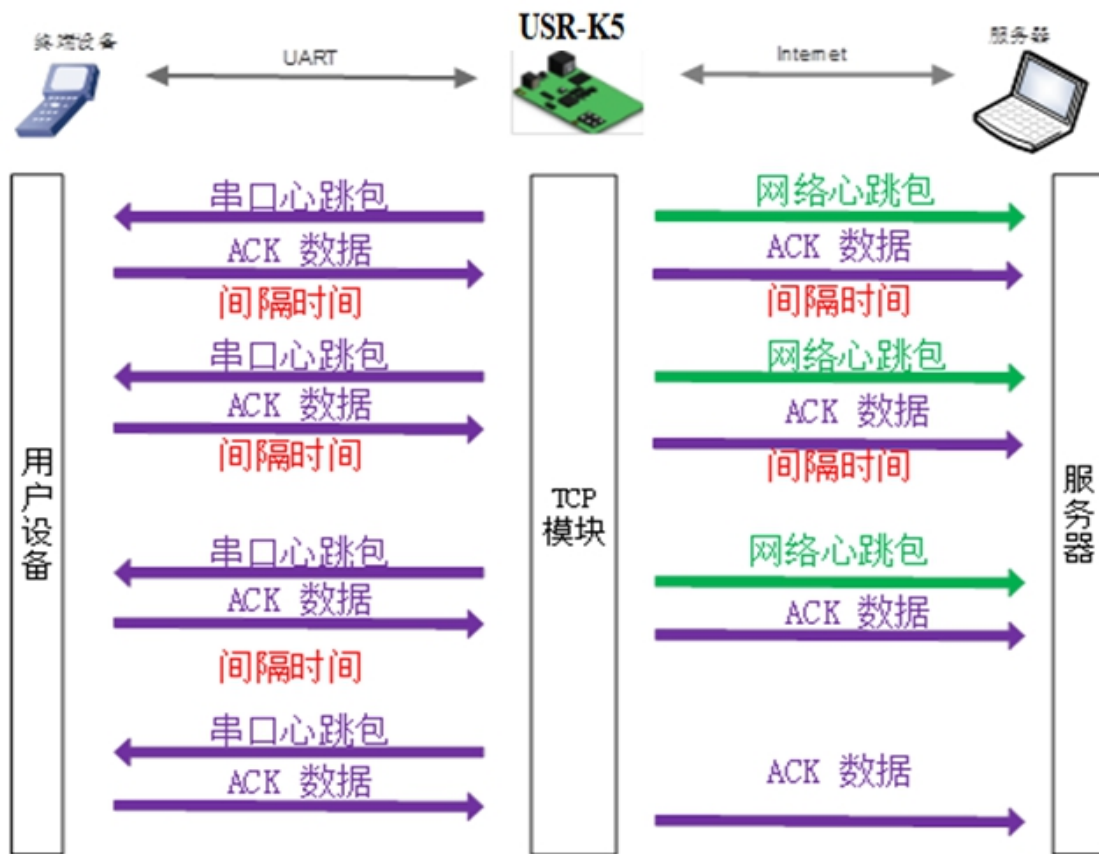 USR-K5
终端设备
UART
Internet
服务器
串口心跳包
网络心跳包
ACK 数据
ACK 数据
间隔时间
间隔时间
串口心跳包
网络心跳包
ACK 数据
ACK 数据
间隔时间
间隔时间
用户设备
TCP
模块
服务器
串口心跳包
网络心跳包
ACK 数据
ACK 数据
间隔时间
串口心跳包
ACK 数据
ACK 数据